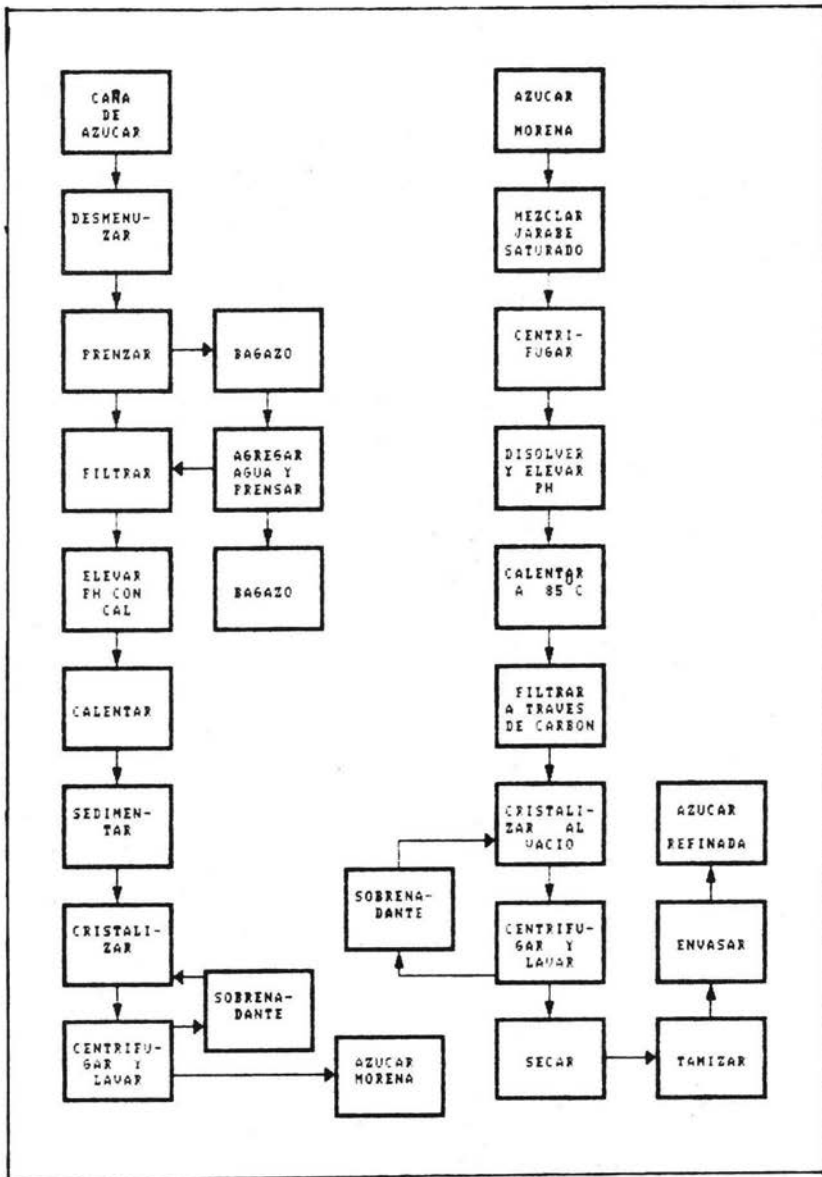 CAÑA
DE
AZUCAR
DESMENU-
ZAR
PRENZAR
BAGAZO
FILTRAR
AGREGAR
AGUA Y
PRENSAR
ELEVAR
PH CON
CAL
BAGAZO
CALENTAR
SEDIMEN-
TAR
CRISTALI-
ZAR
SOBRENA-
DANTE
CENTRIFU-
GAR Y
LAVAR
AZUCAR
MORENA
AZUCAR
MORENA
MEZCLAR
JARABE
SATURADO
CENTRI-
FUGAR
DISOLVER
Y ELEVAR
PH
CALENTAR
A 85°C
FILTRAR
A TRAVES
DE CARBON
CRISTALI-
ZAR AL
VACIO
SOBRENA-
DANTE
CENTRIFU-
GAR Y
LAVAR
SECAR
TAMIZAR
ENVASAR
AZUCAR
REFINADA